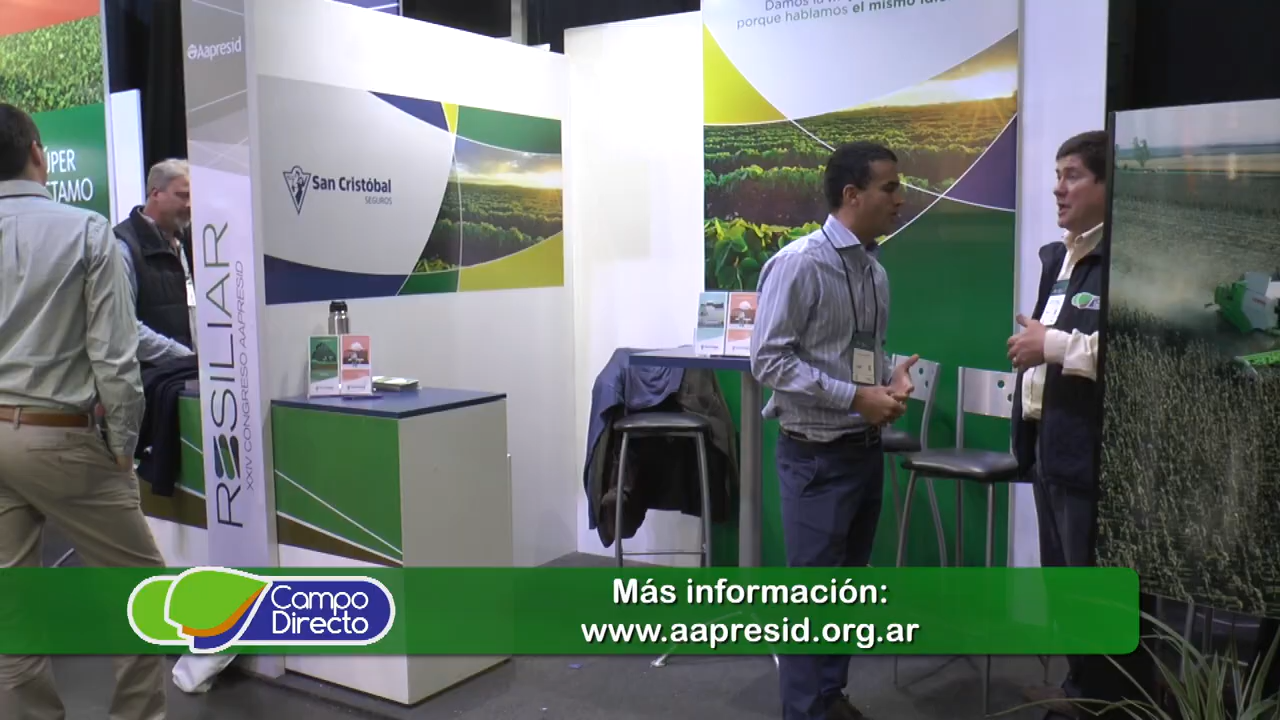 Damos la
porque hablamos el mismo
Aapresid
ÚPER
STAMO
San Cristóbal
SEGUROS
RESILIAR
XXIV CONGRESO AAPRESID
Campo
Directo
Más información:
www.aapresid.org.ar